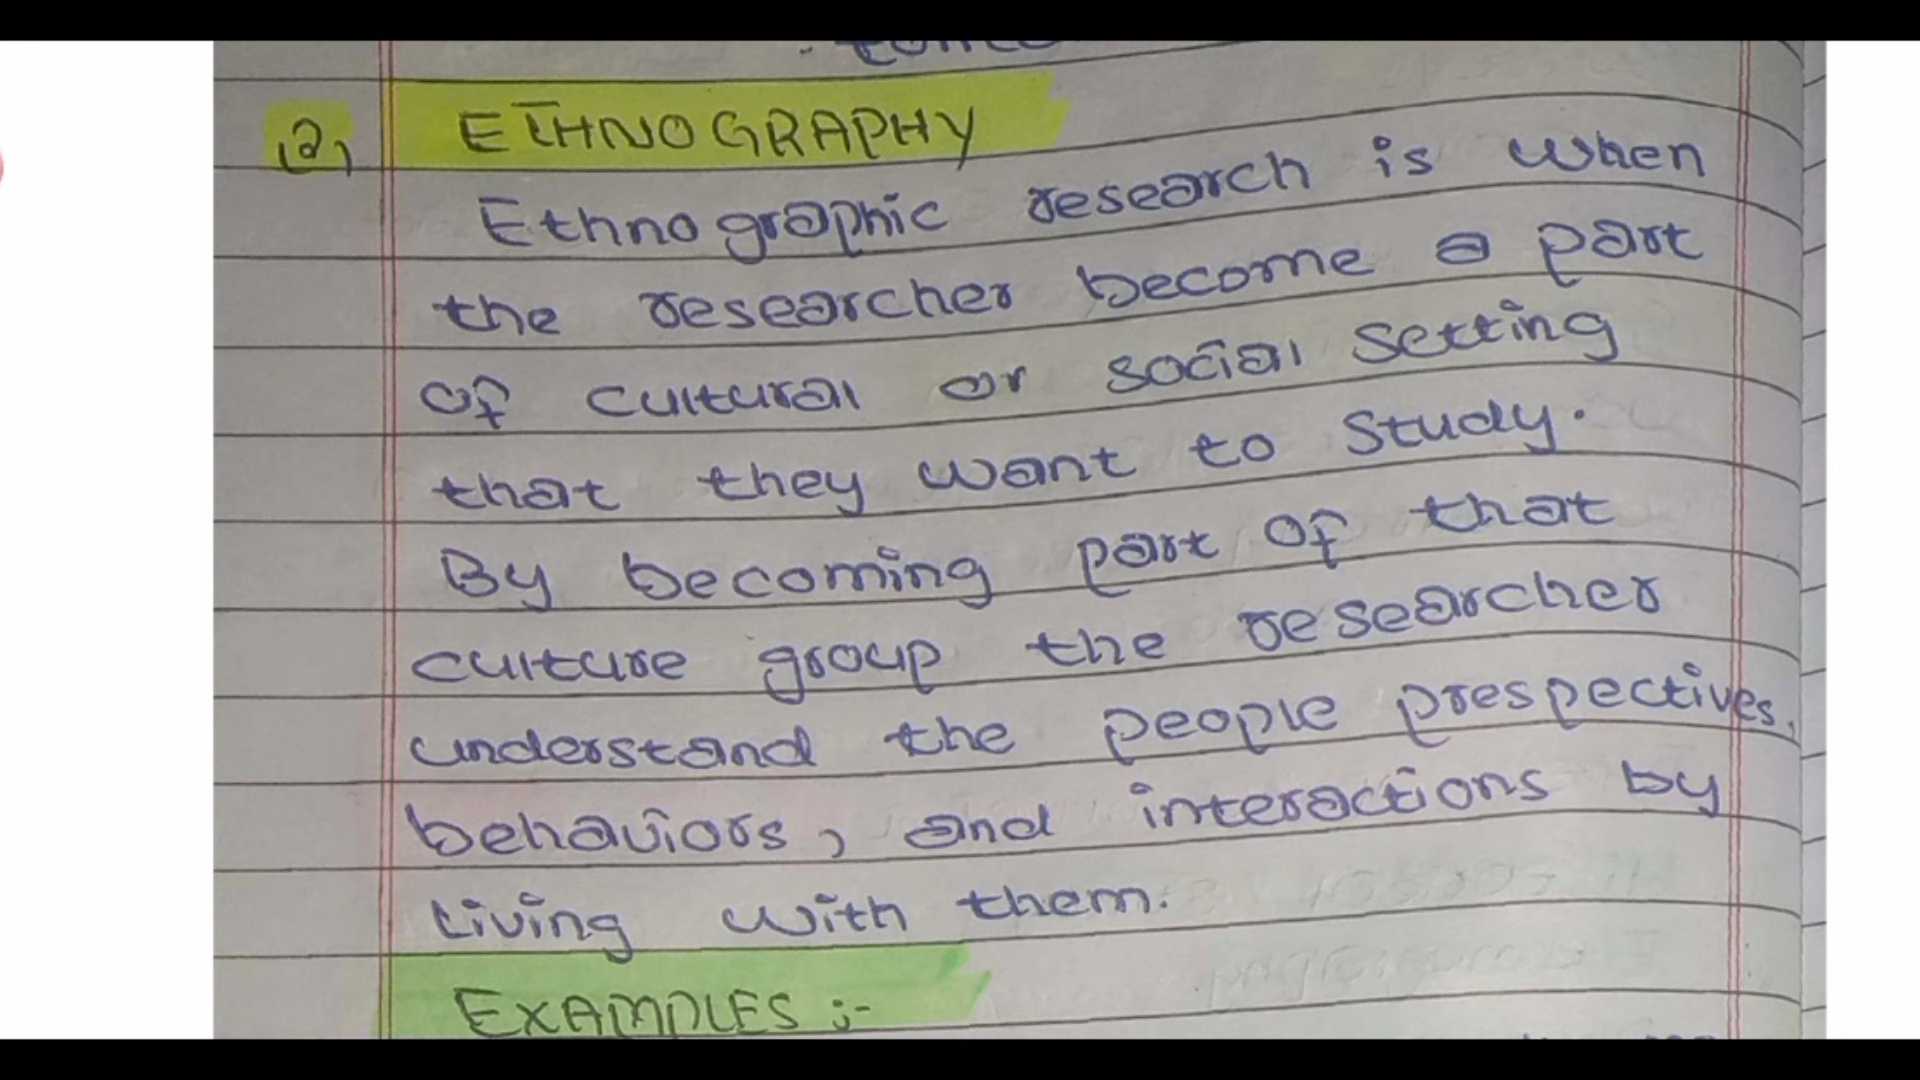 (2) ETHNOGRAPHY
Ethnographic research is when
the researcher become a part
of cultural or social setting
that they want to study.
By becoming part of that
culture group the researcher
understand the people prespectives,
behaviors, and interactions by
living with them.
EXAMPLES :-